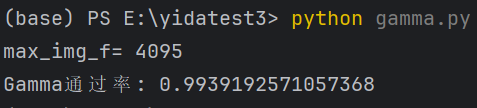 (base) PS E:\yidatest3> python gamma.py
max_img_f= 4095
Gamma通过率: 0.9939192571057368